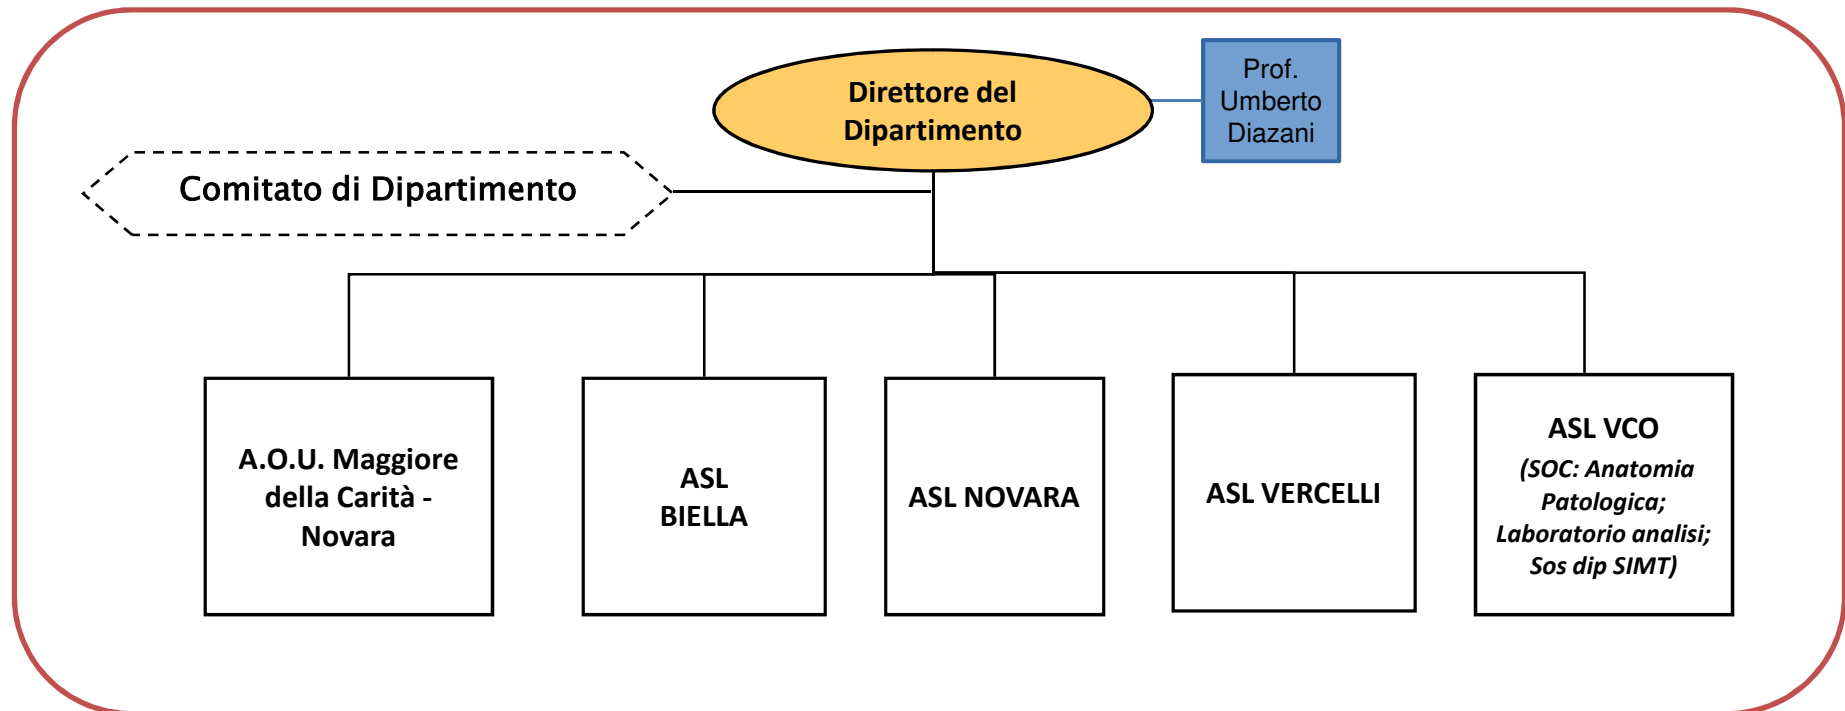 Direttore del
Dipartimento
Prof.
Umberto
Diazani
Comitato di Dipartimento
A.O.U. Maggiore
della Carità -
Novara
ASL
BIELLA
ASL NOVARA
ASL VERCELLI
ASL VCO
(SOC: Anatomia
Patologica;
Laboratorio analisi;
Sos dip SIMT)